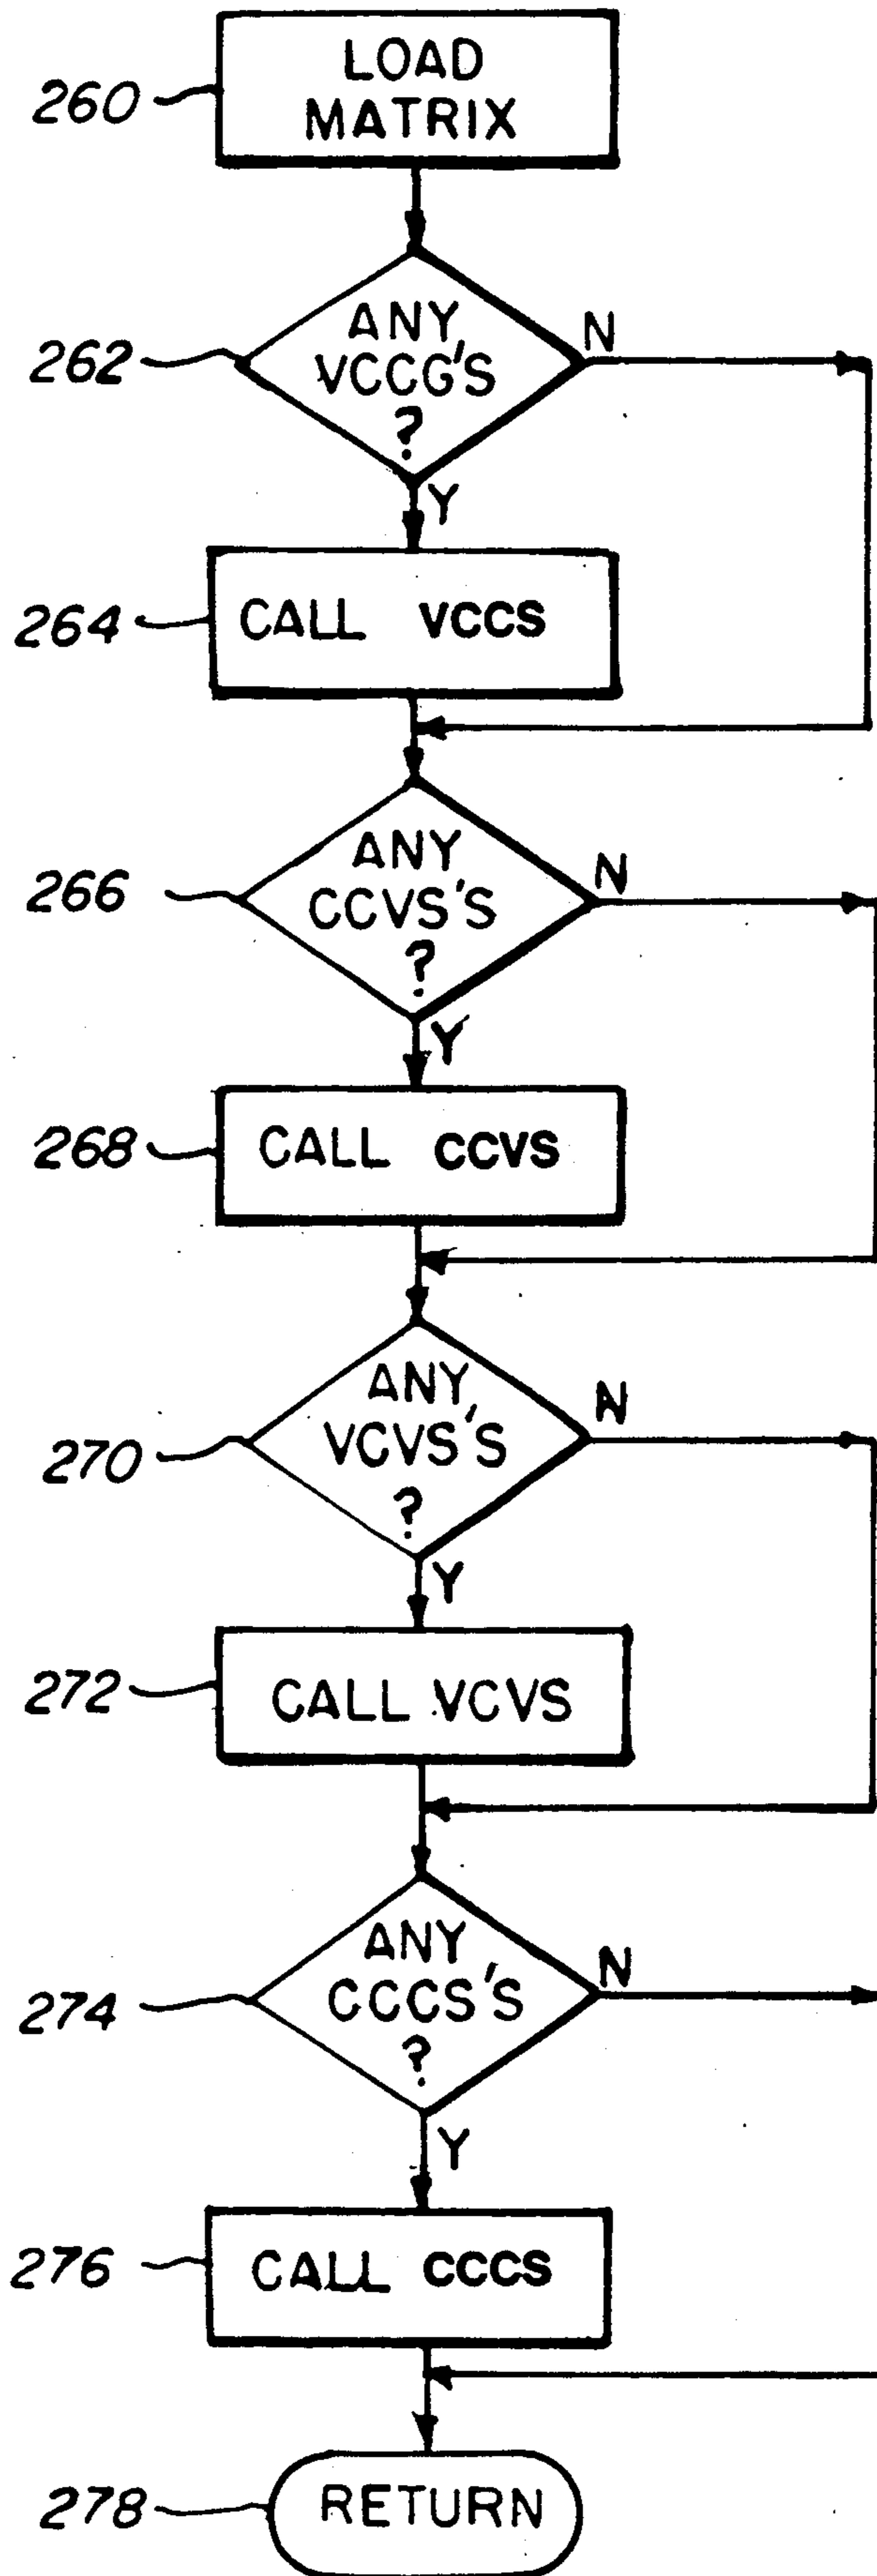 LOAD
MATRIX
260
ANY
VCCG'S
?
N
262
Y
CALL VCCS
264
ANY
CCVS'S
?
N
266
Y
CALL CCVS
268
ANY
VCVS'S
?
N
270
Y
CALL VCVS
272
ANY
CCCS'S
?
N
274
Y
CALL CCCS
276
RETURN
278